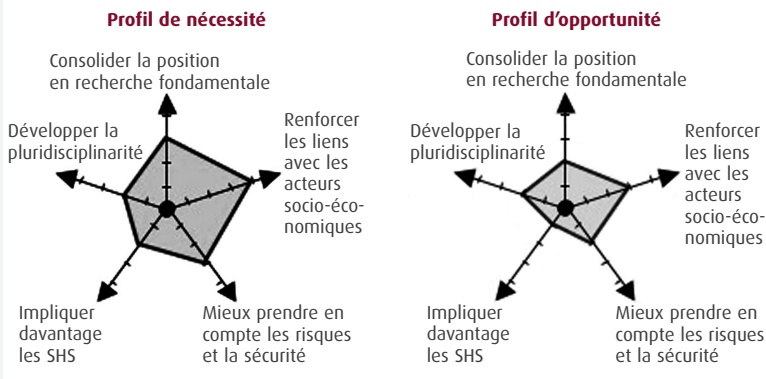 Profil de nécessité
Consolider la position
en recherche fondamentale
Développer la
pluridisciplinarité
Renforcer
les liens
avec les
acteurs
socio-éco-
nomiques
Impliquer
davantage
les SHS
Mieux prendre en
compte les risques
et la sécurité
Profil d’opportunité
Consolider la position
en recherche fondamentale
Développer la
pluridisciplinarité
Renforcer
les liens
avec les
acteurs
socio-éco-
nomiques
Impliquer
davantage
les SHS
Mieux prendre en
compte les risques
et la sécurité